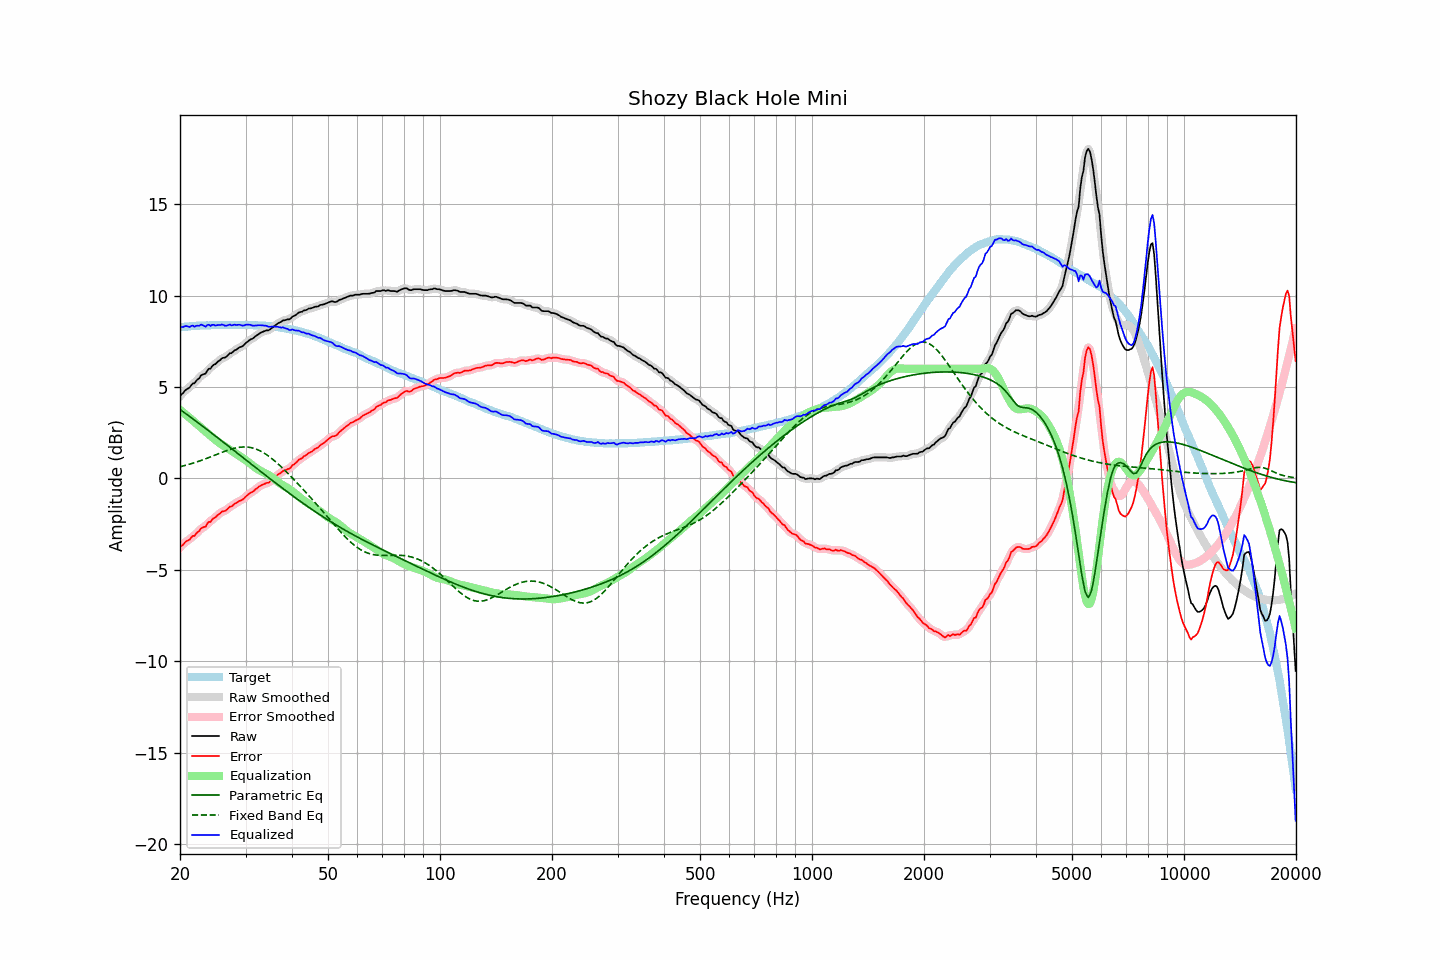 Shozy Black Hole Mini
Amplitude (dBr)
15
10
5
0
−5
−10
−15
−20
Target
Raw Smoothed
Error Smoothed
Raw
Error
Equalization
Parametric Eq
Fixed Band Eq
Equalized
20
50
100
200
500
1000
2000
5000
10000
20000
Frequency (Hz)